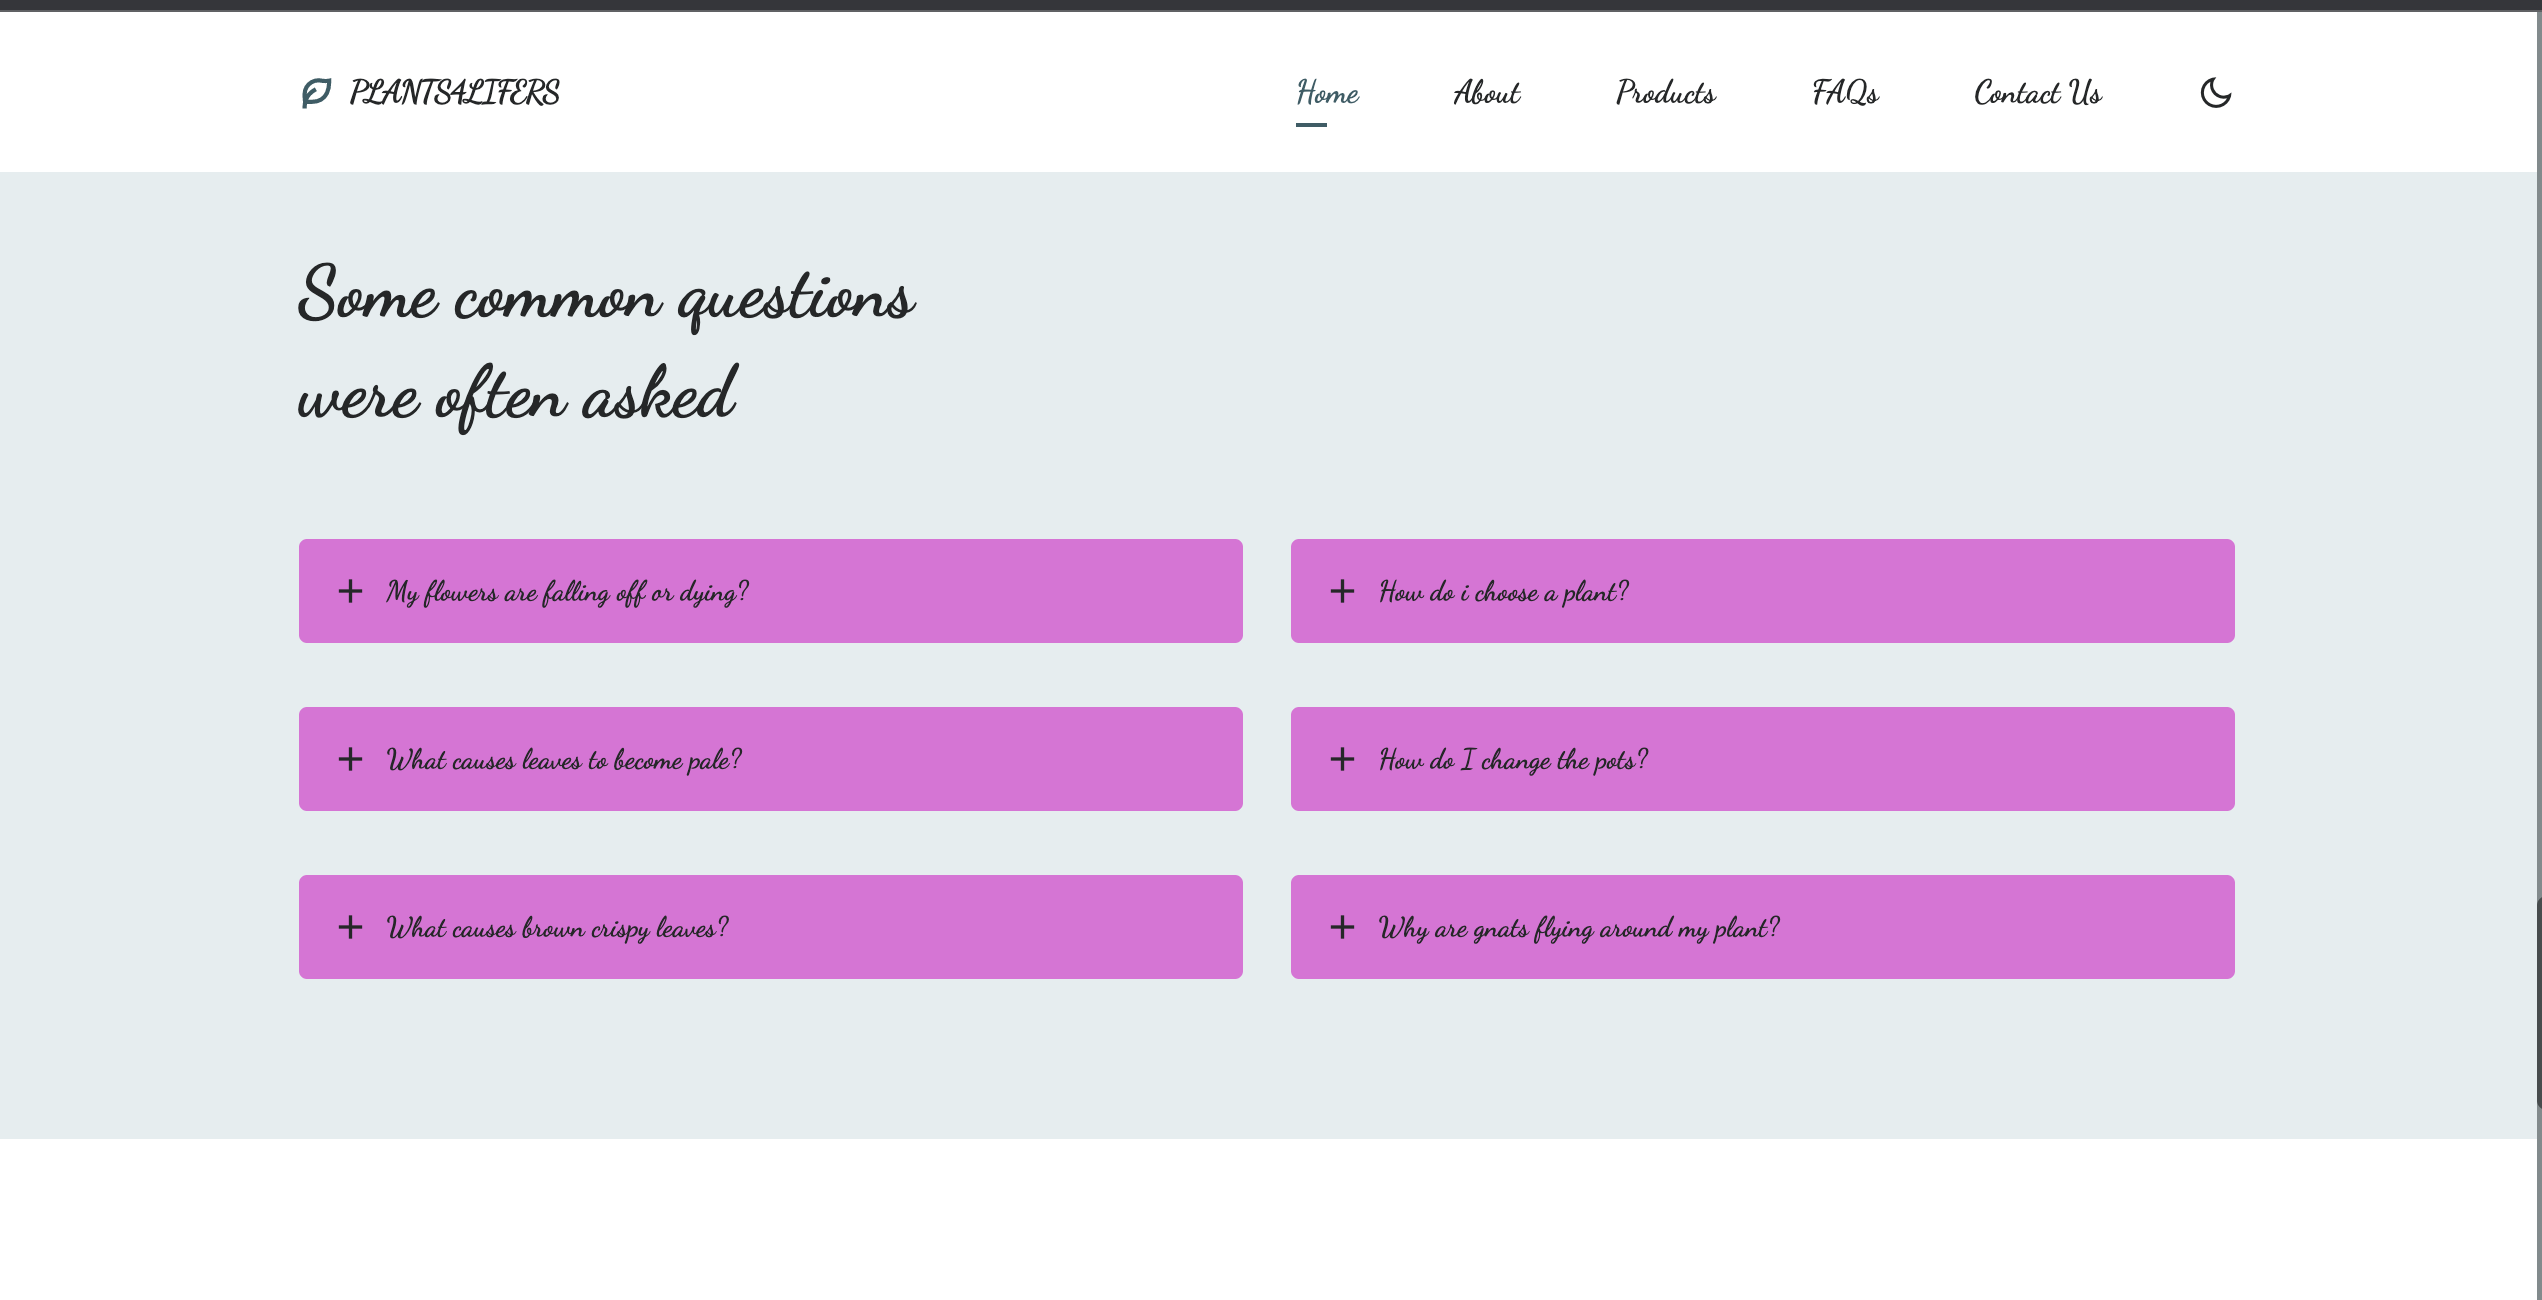 PLANTS4LIFERS
Home About Products FAQs Contact Us
Some common questions
were often asked
My flowers are falling off or dying?
How do i choose a plant?
What causes leaves to become pale?
How do I change the pots?
What causes brown crispy leaves?
Why are gnats flying around my plant?